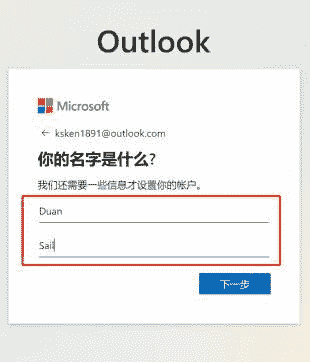 Outlook
Microsoft
← ksken1891@outlook.com
你的名字是什么?
我们还需要一些信息才设置你的帐户。
Duan
Sail
下一步